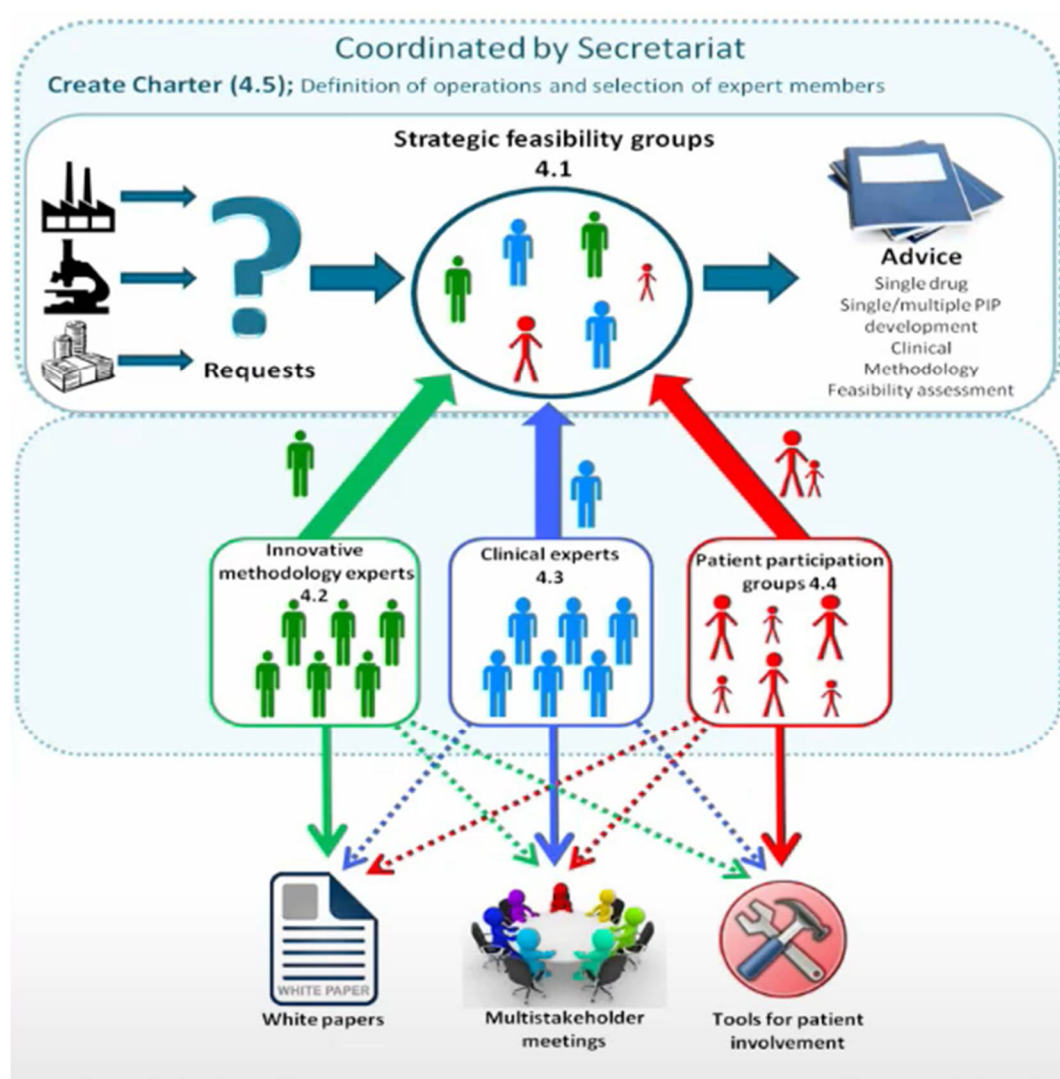 Coordinated by Secretariat
Create Charter (4.5); Definition of operations and selection of expert members
Strategic feasibility groups
4.1
Requests
Advice
Single drug
Single/multiple PIP
development
Clinical
Methodology
Feasibility assessment
Innovative
methodology experts
4.2
Clinical experts
4.3
Patient participation
groups 4.4
WHITE PAPER
White papers
Multistakeholder
meetings
Tools for patient
involvement